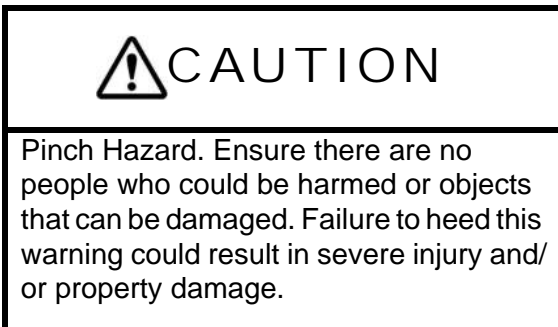 CAUTION
Pinch Hazard. Ensure there are no
people who could be harmed or objects
that can be damaged. Failure to heed this
warning could result in severe injury and/
or property damage.